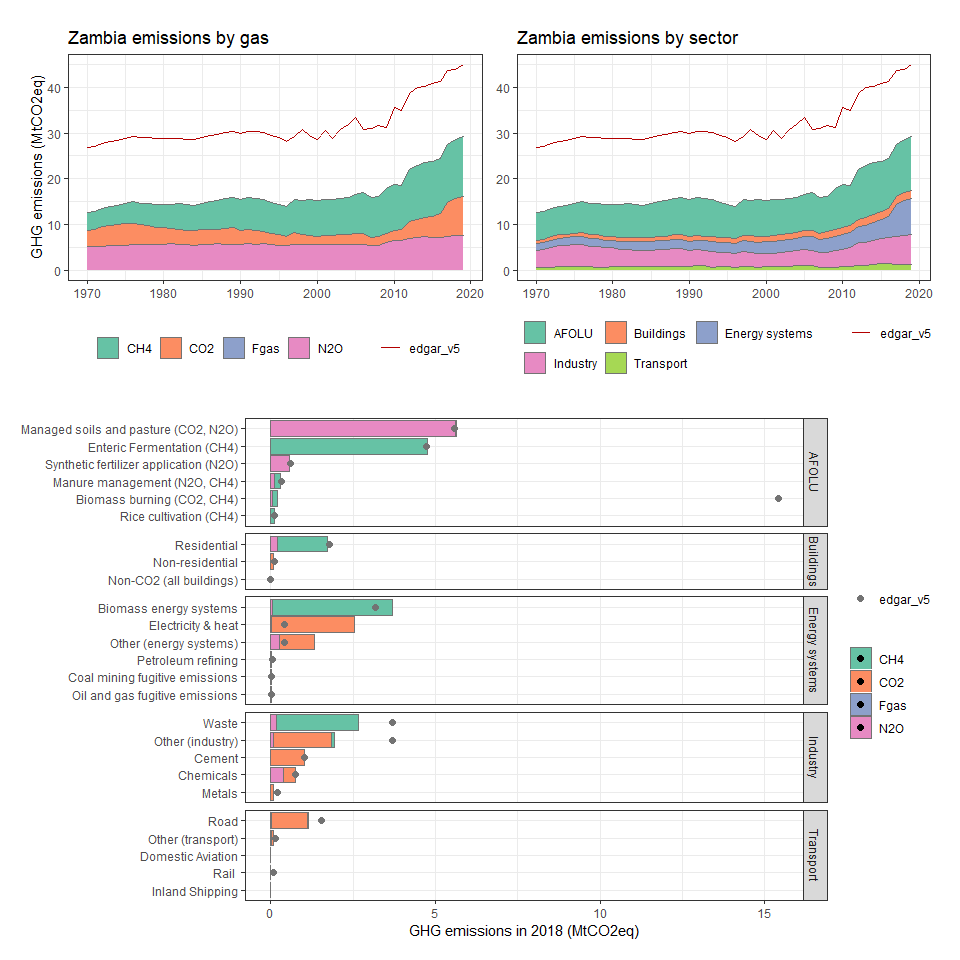 Zambia emissions by gas
GHG emissions (MtCO2eq)
40
30
20
10
0
1970 1980 1990 2000 2010 2020
CH4 CO2 Fgas N2O edgar_v5
Zambia emissions by sector
40
30
20
10
0
1970 1980 1990 2000 2010 2020
AFOLU Buildings Energy systems edgar_v5
Industry Transport
Managed soils and pasture (CO2, N2O)
Enteric Fermentation (CH4)
Synthetic fertilizer application (N2O)
Manure management (N2O, CH4)
Biomass burning (CO2, CH4)
Rice cultivation (CH4)
AFOLU
Residential
Non-residential
Non-CO2 (all buildings)
Buildings
Biomass energy systems
Electricity & heat
Other (energy systems)
Petroleum refining
Coal mining fugitive emissions
Oil and gas fugitive emissions
Energy systems
Waste
Other (industry)
Cement
Chemicals
Metals
Industry
Road
Other (transport)
Domestic Aviation
Rail
Inland Shipping
Transport
0 5 10 15
GHG emissions in 2018 (MtCO2eq)
edgar_v5
CH4
CO2
Fgas
N2O